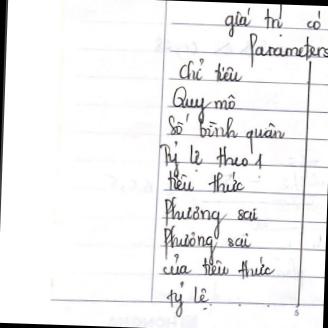 giá trị có
Parameters
Chỉ tiêu
Quy mô
Số bình quân
Tỷ lệ theo 1
tiêu thức
Phương sai
Phương sai
của tiêu thức
tỷ lệ